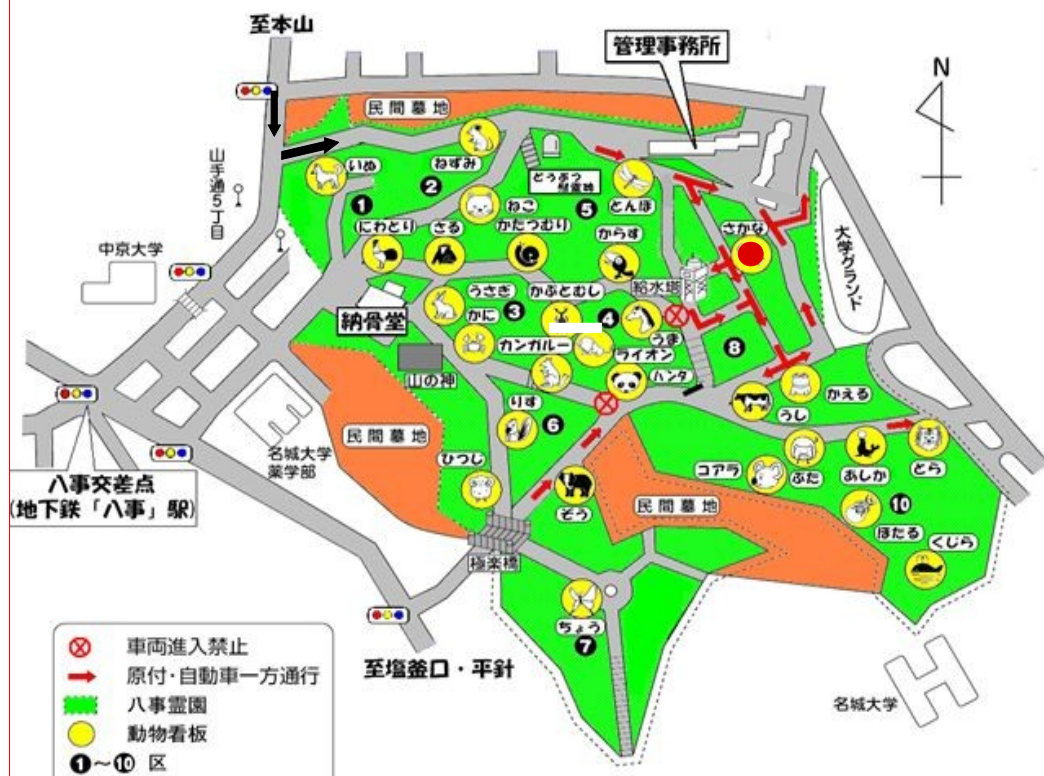 至本山
管理事務所
N
民間墓地
山手通5丁目
いぬ
ねずみ
❷
❶
どうぶつ
慰霊碑
❺
とんぼ
ねこ
にわとり
さる
かたつむり
からす
さかな
大学グランド
中京大学
給水塔
うさぎ
かぶとむし
❸
❹
納骨堂
かに
カンガルー
うま
ライオン
❽
山の神
パンダ
りす
❻
うし
かえる
民間墓地
名城大学
薬学部
ひつじ
コアラ
ぶた
あしか
とら
八事交差点
(地下鉄「八事」駅)
ぞう
民間墓地
❿
ほたる
くじら
極楽橋
ちょう
❼
至塩釜口・平針
名城大学
車両進入禁止
原付・自動車一方通行
八事霊園
動物看板
❶～❿ 区